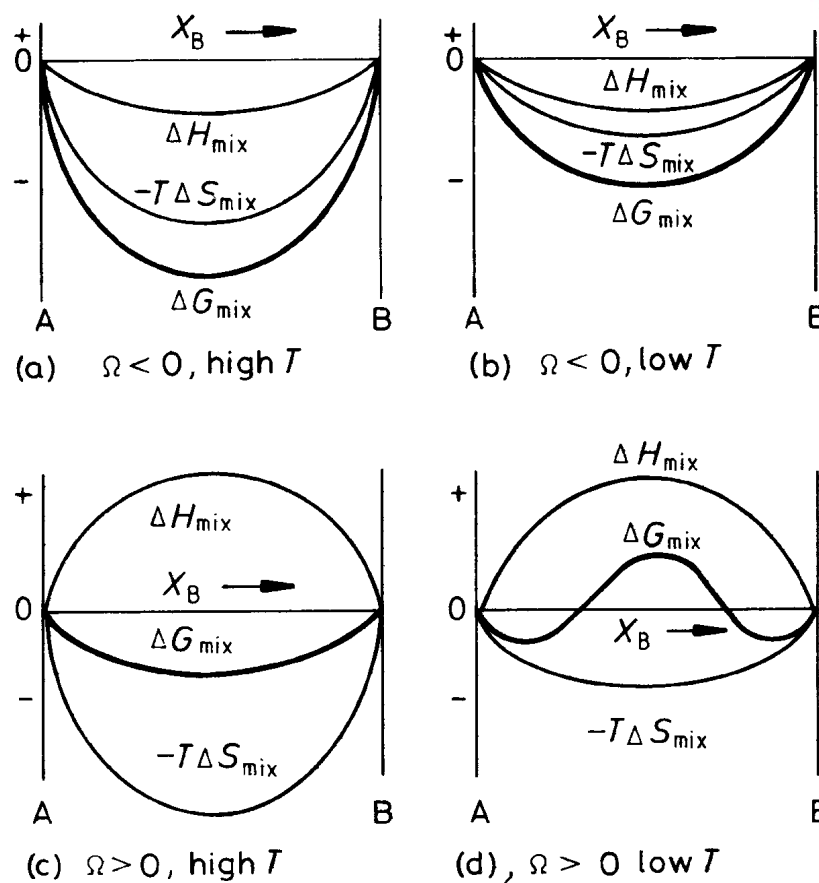 +
0
X_B
ΔH_mix
–
-TΔS_mix
ΔG_mix
A
B
(a) Ω < 0, high T
+
0
X_B
ΔH_mix
-TΔS_mix
–
ΔG_mix
A
B
(b) Ω < 0, low T
+
ΔH_mix
X_B
0
ΔG_mix
–
-TΔS_mix
A
B
(c) Ω > 0, high T
ΔH_mix
+
ΔG_mix
0
X_B
–
-TΔS_mix
A
B
(d), Ω > 0 low T